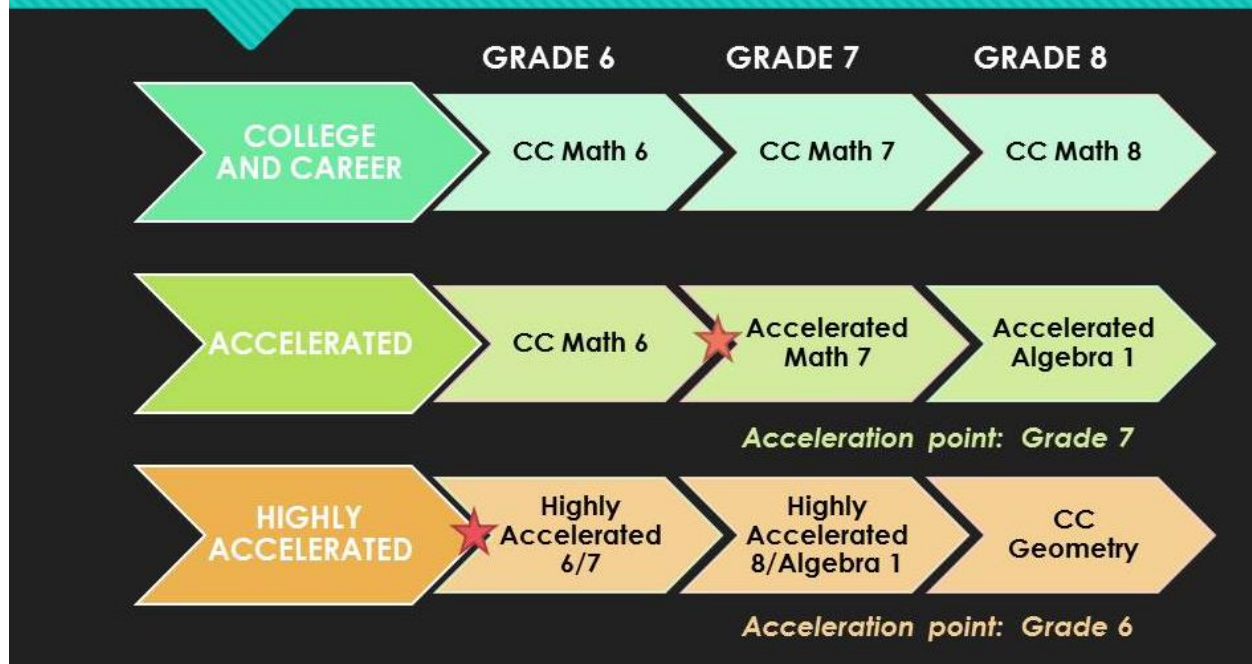 GRADE 6 GRADE 7 GRADE 8
COLLEGE
AND CAREER
CC Math 6
CC Math 7
CC Math 8
ACCELERATED
CC Math 6
Accelerated
Math 7
Accelerated
Algebra 1
Acceleration point: Grade 7
HIGHLY
ACCELERATED
Highly
Accelerated
6/7
Highly
Accelerated
8/Algebra 1
CC
Geometry
Acceleration point: Grade 6